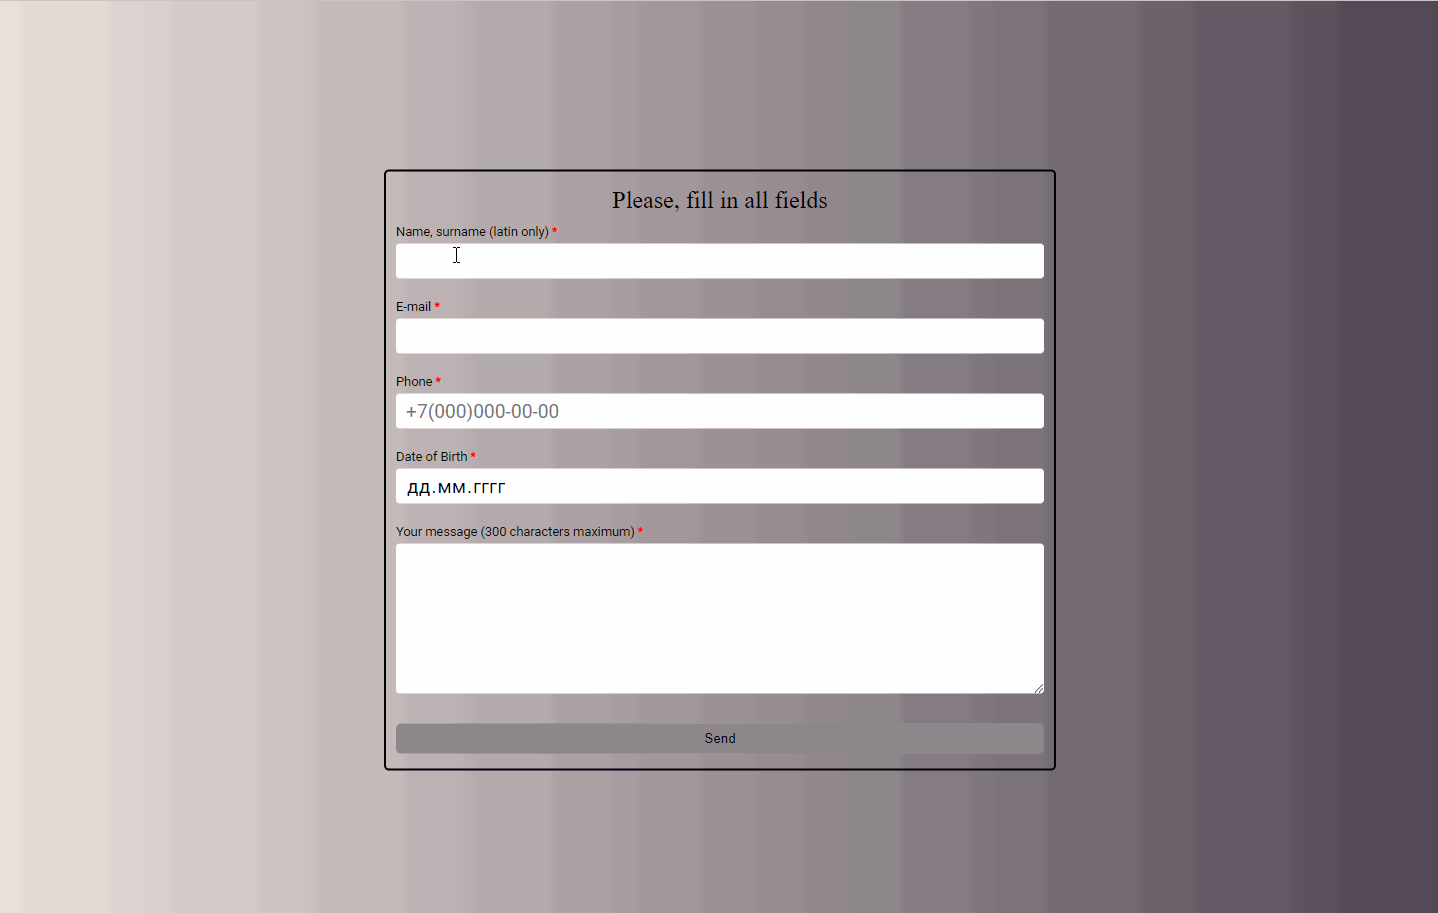 Please, fill in all fields
Name, surname (latin only) *
E-mail *
Phone *
+7(000)000-00-00
Date of Birth *
дд.мм.гггг
Your message (300 characters maximum) *
Send